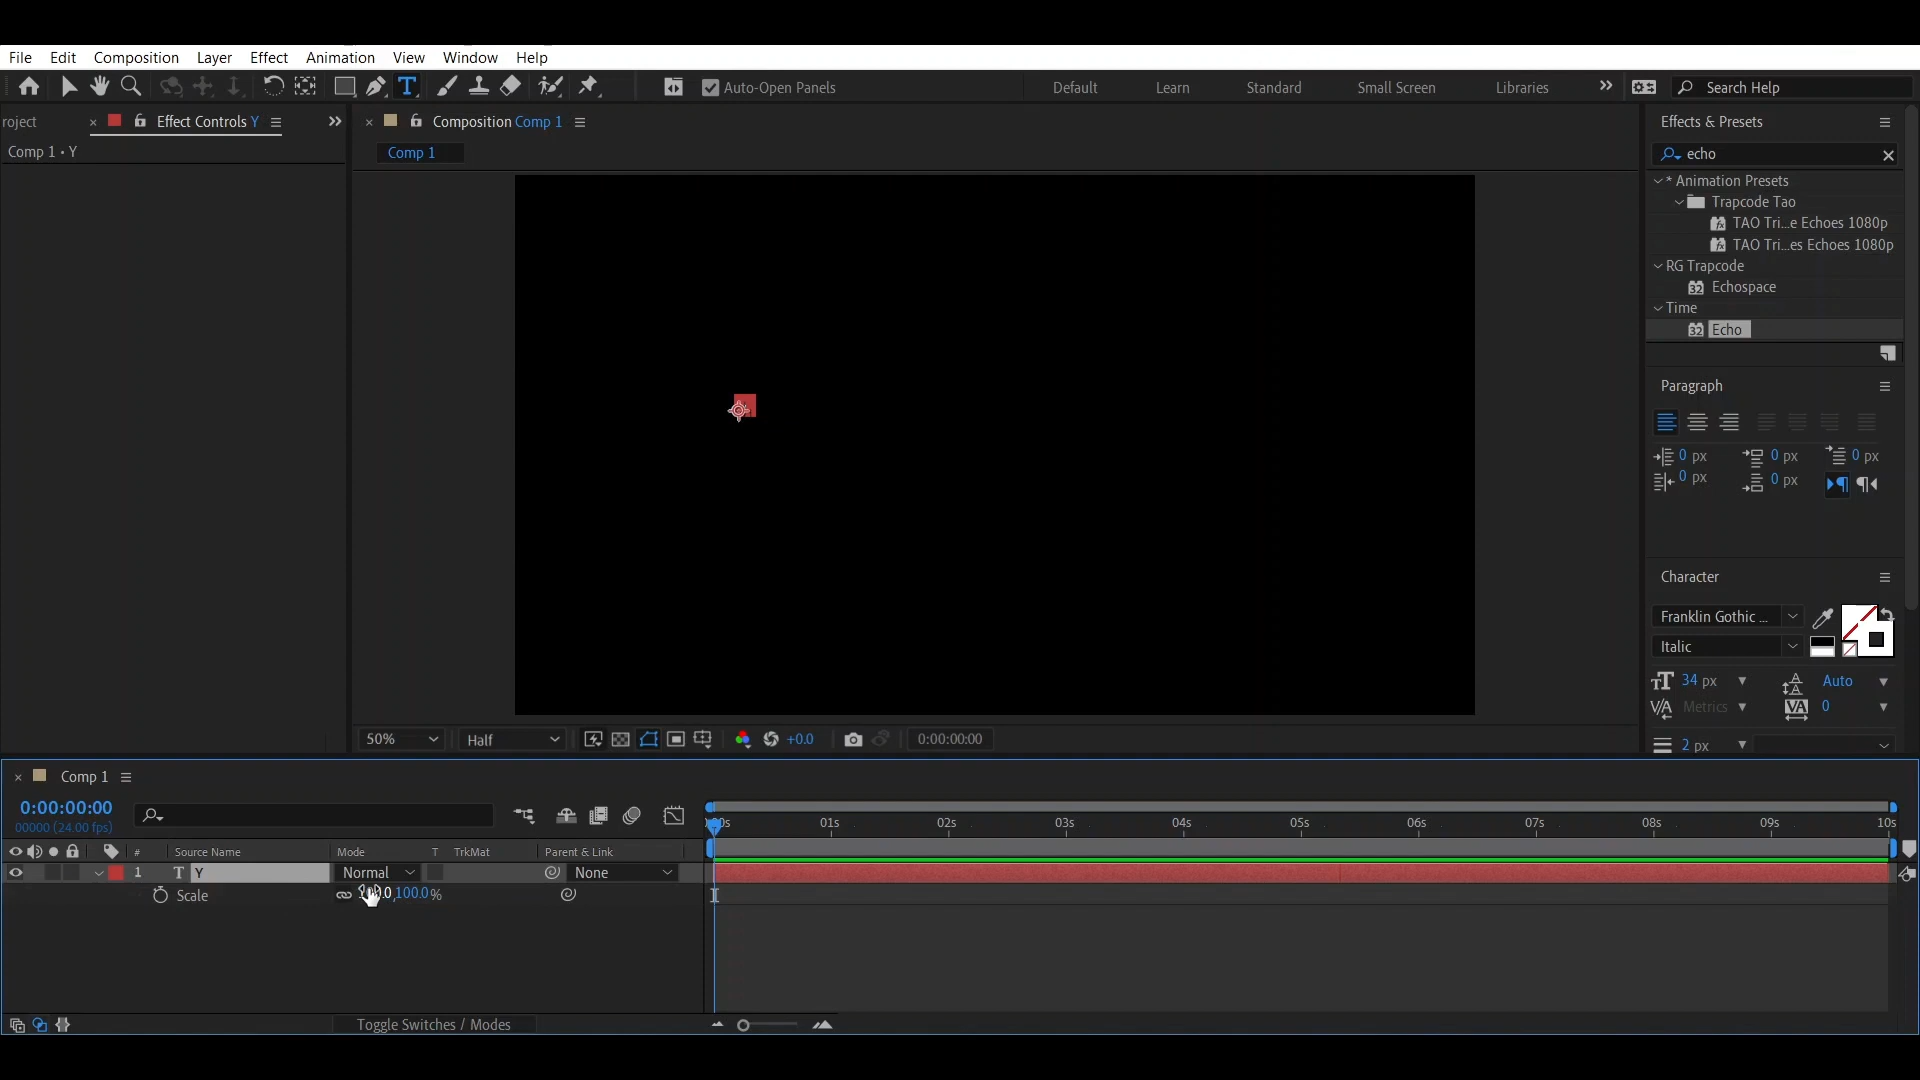 File Edit Composition Layer Effect Animation View Window Help
Auto-Open Panels Default Learn Standard Small Screen Libraries Search Help
roject Effect Controls Y Composition Comp 1 Effects & Presets
Comp 1 • Y Comp 1 echo
* Animation Presets
Trapcode Tao
TAO Tri...e Echoes 1080p
TAO Tri...es Echoes 1080p
RG Trapcode
32 Echospace
Time
32 Echo
Paragraph
0 px 0 px 0 px
0 px 0 px
Character
Franklin Gothic ...
Italic
34 px Auto
Metrics 0
2 px
50% Half +0.0 0:00:00:00
Comp 1
0:00:00:00
00000 (24.00 fps)
01s 02s 03s 04s 05s 06s 07s 08s 09s 10s
# Source Name Mode T TrkMat Parent & Link
1 T Y Normal None
Scale 100.0%
Toggle Switches / Modes